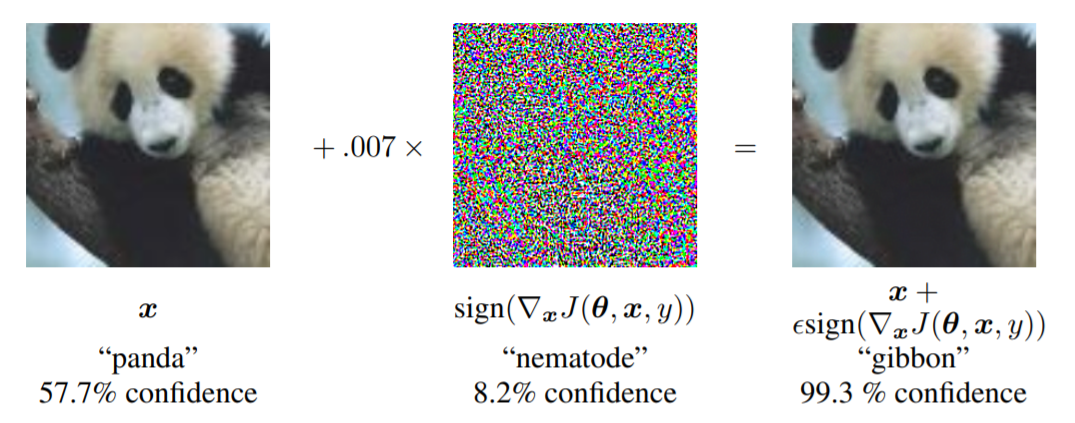 + .007 ×
=
x
“panda”
57.7% confidence
sign(∇ₓJ(θ, x, y))
“nematode”
8.2% confidence
x +
ϵsign(∇ₓJ(θ, x, y))
“gibbon”
99.3 % confidence